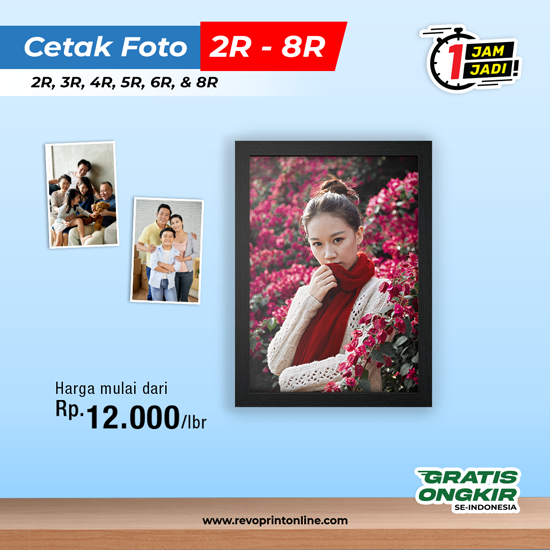 Cetak Foto 2R - 8R
2R, 3R, 4R, 5R, 6R, & 8R
1 JAM
JADI!
Harga mulai dari
Rp.12.000/lbr
GRATIS
ONGKIR
SE-INDONESIA
www.revoprintonline.com